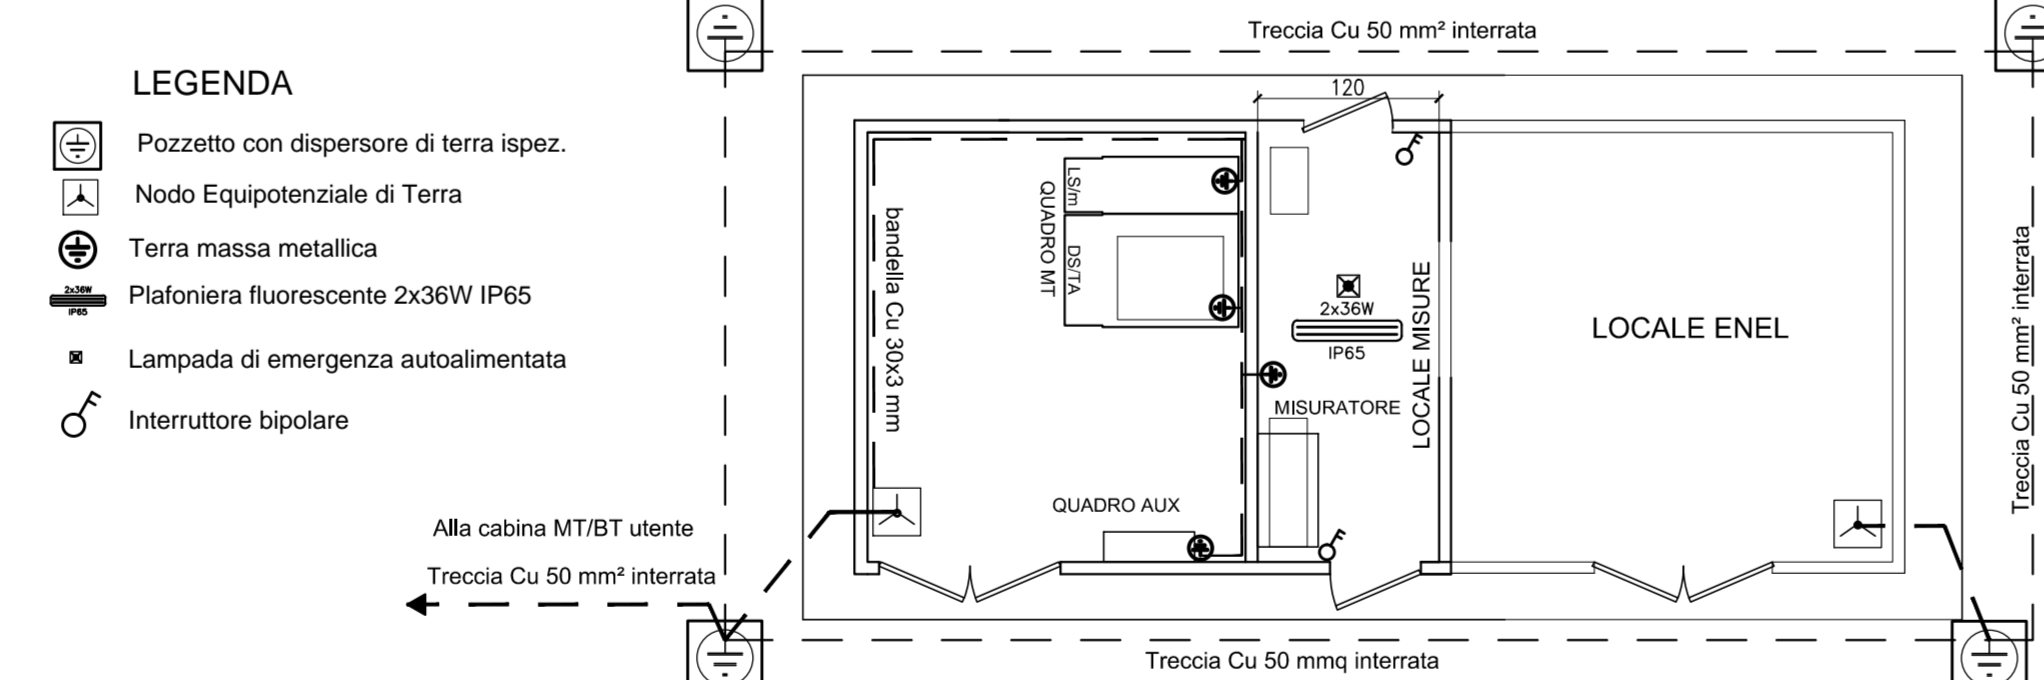 LEGENDA
Pozzetto con dispersore di terra ispez.
Nodo Equipotenziale di Terra
Terra massa metallica
2x36W
IP65
Plafoniera fluorescente 2x36W IP65
Lampada di emergenza autoalimentata
Interruttore bipolare
Alla cabina MT/BT utente
Treccia Cu 50 mm² interrata
Treccia Cu 50 mm² interrata
120
bandella Cu 30x3 mm
QUADRO MT
LS/m
DS/TA
QUADRO AUX
2x36W
IP65
MISURATORE
LOCALE MISURE
LOCALE ENEL
Treccia Cu 50 mm² interrata
Treccia Cu 50 mmq interrata